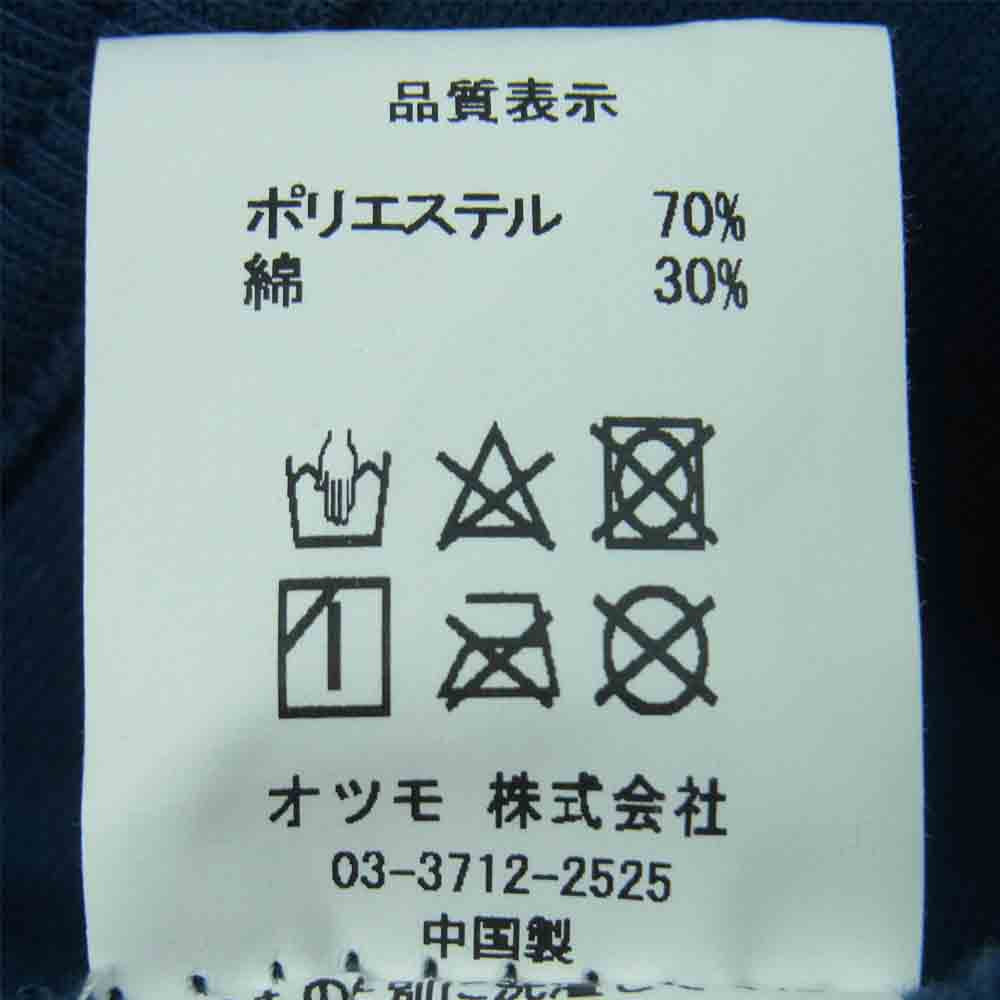 品質表示
ポリエステル 70%
綿 30%
オツモ 株式会社
03-3712-2525
中国製